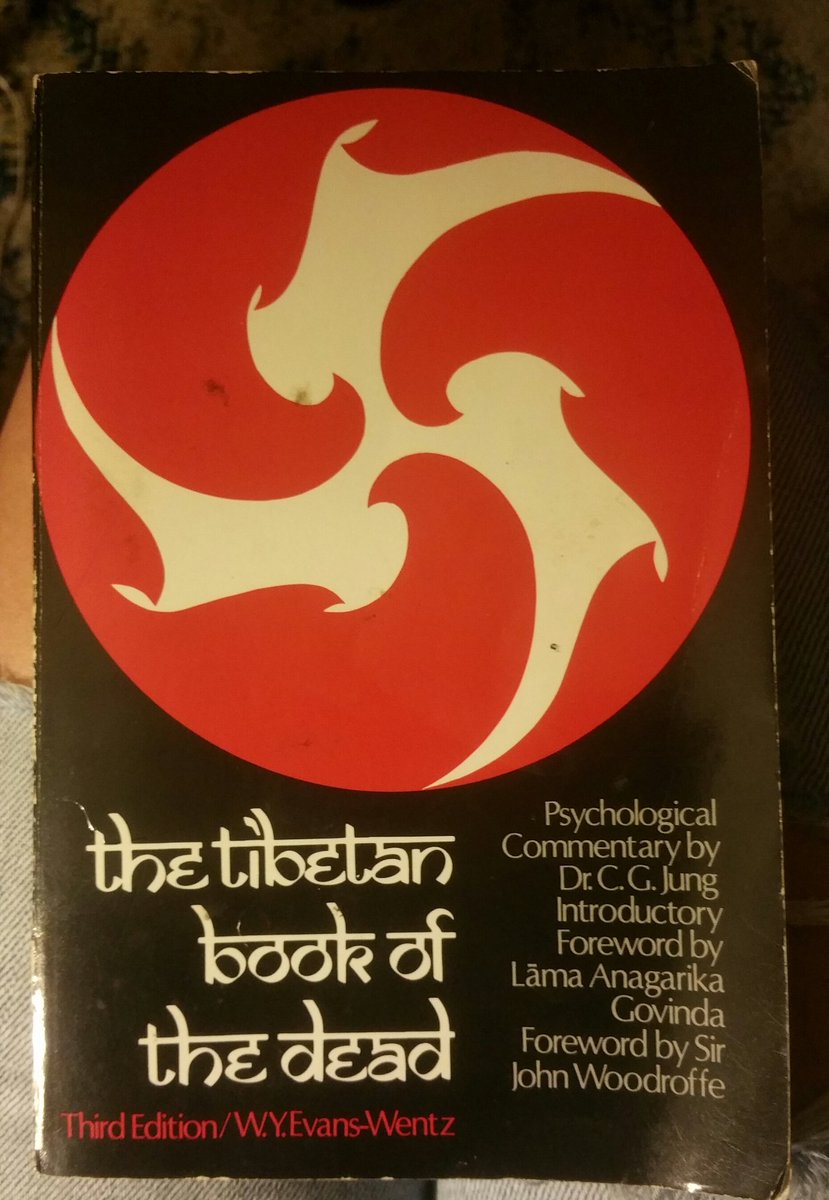 the tibetan
book of
the dead
Third Edition/W.Y.Evans-Wentz
Psychological
Commentary by
Dr. C. G. Jung
Introductory
Foreword by
Lāma Anagarika
Govinda
Foreword by Sir
John Woodroffe